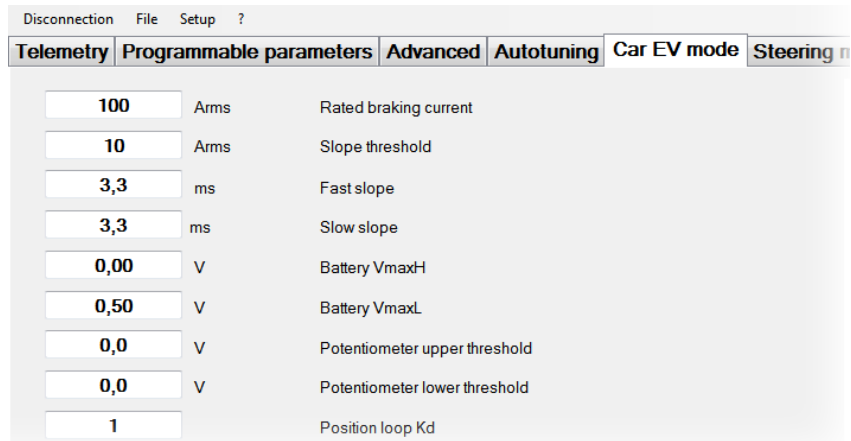 Disconnection File Setup ?
Telemetry Programmable parameters Advanced Autotuning Car EV mode Steering
100 Arms Rated braking current
10 Arms Slope threshold
3,3 ms Fast slope
3,3 ms Slow slope
0,00 V Battery VmaxH
0,50 V Battery VmaxL
0,0 V Potentiometer upper threshold
0,0 V Potentiometer lower threshold
1 Position loop Kd